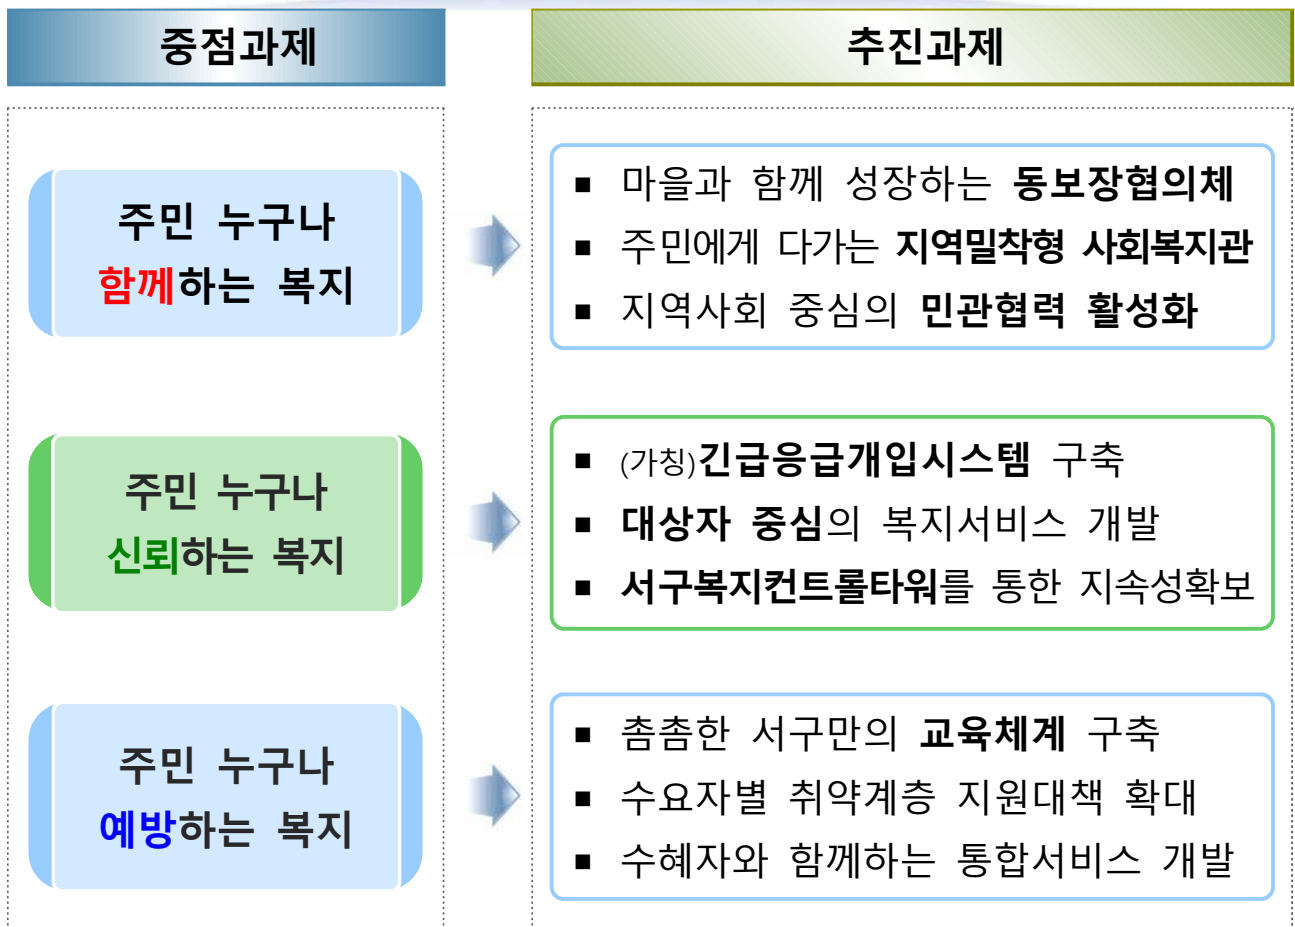 중점과제
추진과제
주민 누구나
함께하는 복지
▪ 마을과 함께 성장하는 동보장협의체
▪ 주민에게 다가는 지역밀착형 사회복지관
▪ 지역사회 중심의 민관협력 활성화
주민 누구나
신뢰하는 복지
▪ (가칭)긴급응급개입시스템 구축
▪ 대상자 중심의 복지서비스 개발
▪ 서구복지컨트롤타워를 통한 지속성확보
주민 누구나
예방하는 복지
▪ 촘촘한 서구만의 교육체계 구축
▪ 수요자별 취약계층 지원대책 확대
▪ 수혜자와 함께하는 통합서비스 개발